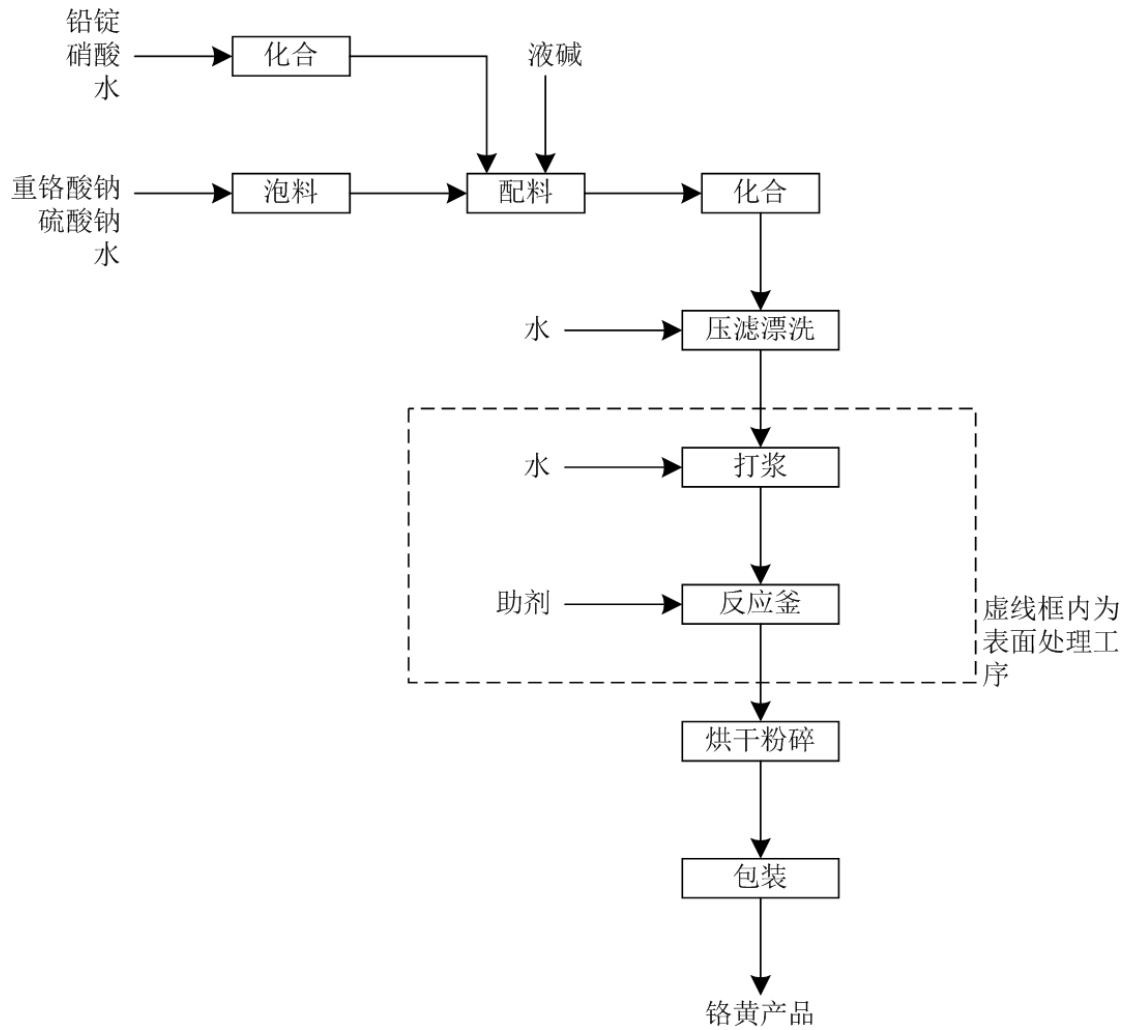 铅锭
硝酸
水
化合
液碱
重铬酸钠
硫酸钠
水
泡料
配料
化合
水
压滤漂洗
水
打浆
助剂
反应釜
虚线框内为
表面处理工
序
烘干粉碎
包装
铬黄产品